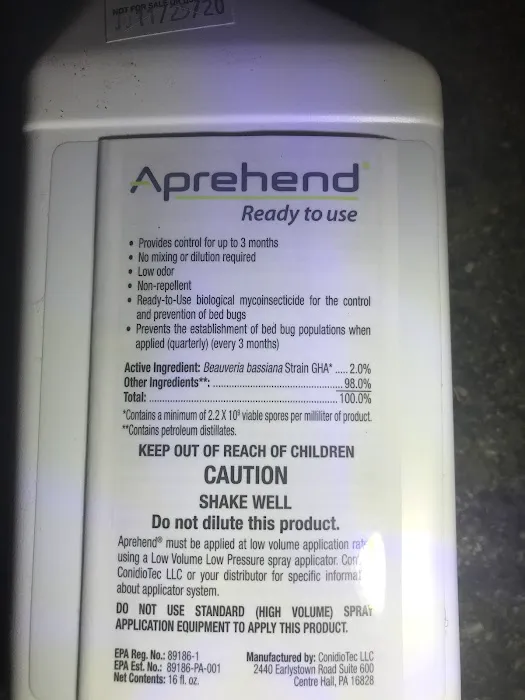 NOT FOR SALE
11/23/20
Aprehend®
Ready to use
• Provides control for up to 3 months
• No mixing or dilution required
• Low odor
• Non-repellent
• Ready-to-Use biological mycoinsecticide for the control
and prevention of bed bugs
• Prevents the establishment of bed bug populations when
applied (quarterly) (every 3 months)
Active Ingredient: Beauveria bassiana Strain GHA* ..... 2.0%
Other Ingredients**: ..... 98.0%
Total: ..... 100.0%
*Contains a minimum of 2.2 X 10⁹ viable spores per milliliter of product.
**Contains petroleum distillates.
KEEP OUT OF REACH OF CHILDREN
CAUTION
SHAKE WELL
Do not dilute this product.
Aprehend® must be applied at low volume application
using a Low Volume Low Pressure spray applicator.
ConidioTec LLC or your distributor for specific
about applicator system.
DO NOT USE STANDARD (HIGH VOLUME) SPRAY
APPLICATION EQUIPMENT TO APPLY THIS PRODUCT.
EPA Reg. No.: 89186-1
EPA Est. No.: 89186-PA-001
Net Contents: 16 fl. oz.
Manufactured by: ConidioTec LLC
2440 Earlystown Road Suite 600
Centre Hall, PA 16828